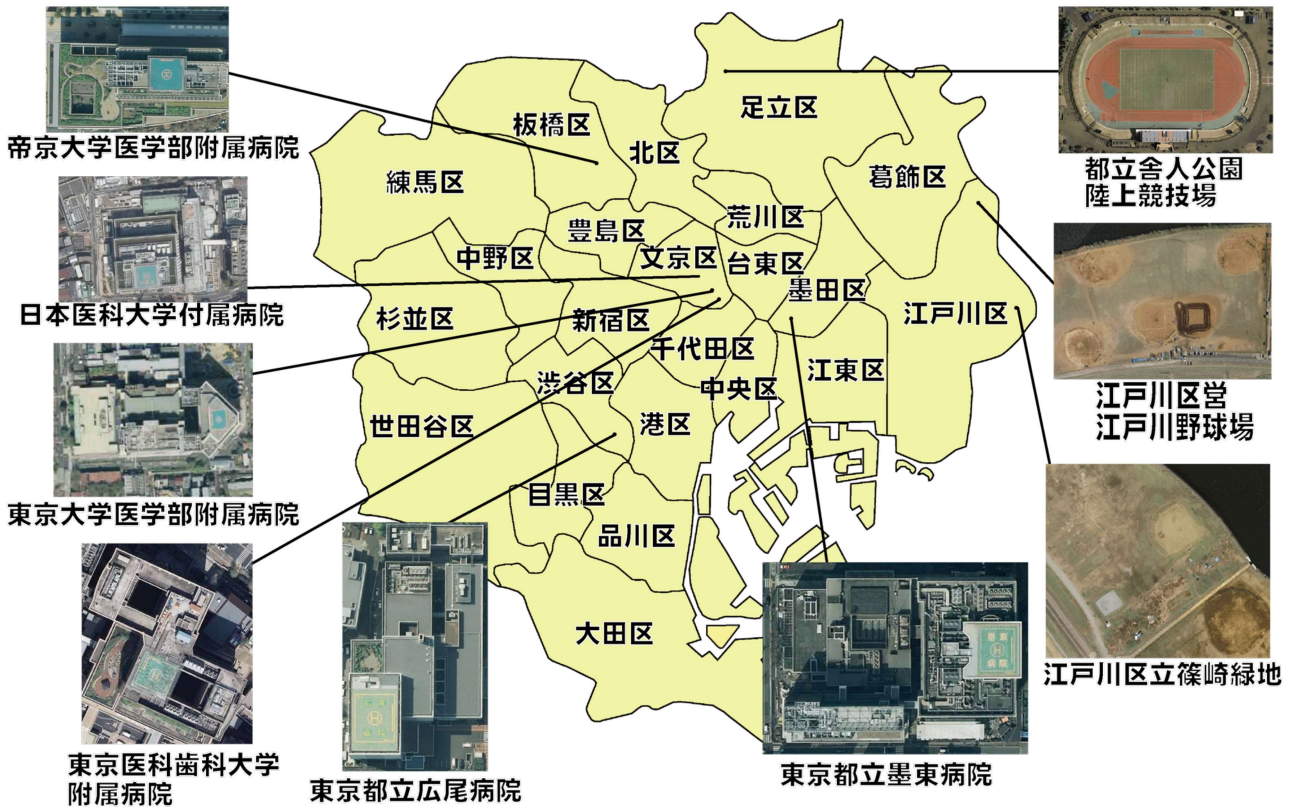 帝京大学医学部附属病院
日本医科大学付属病院
東京大学医学部附属病院
東京医科歯科大学
附属病院
東京都立広尾病院
東京都立墨東病院
都立舎人公園
陸上競技場
江戸川区営
江戸川野球場
江戸川区立篠崎緑地
足立区
板橋区
北区
葛飾区
練馬区
荒川区
豊島区
文京区
台東区
中野区
墨田区
江戸川区
杉並区
新宿区
千代田区
江東区
渋谷区
中央区
世田谷区
港区
目黒区
品川区
大田区
H
H
墨東
H
病院